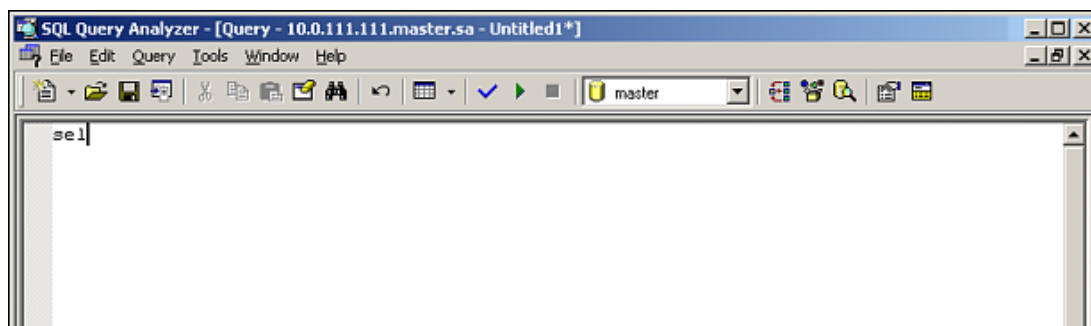 SQL Query Analyzer - [Query - 10.0.111.111.master.sa - Untitled1*]
File Edit Query Tools Window Help
master
sel